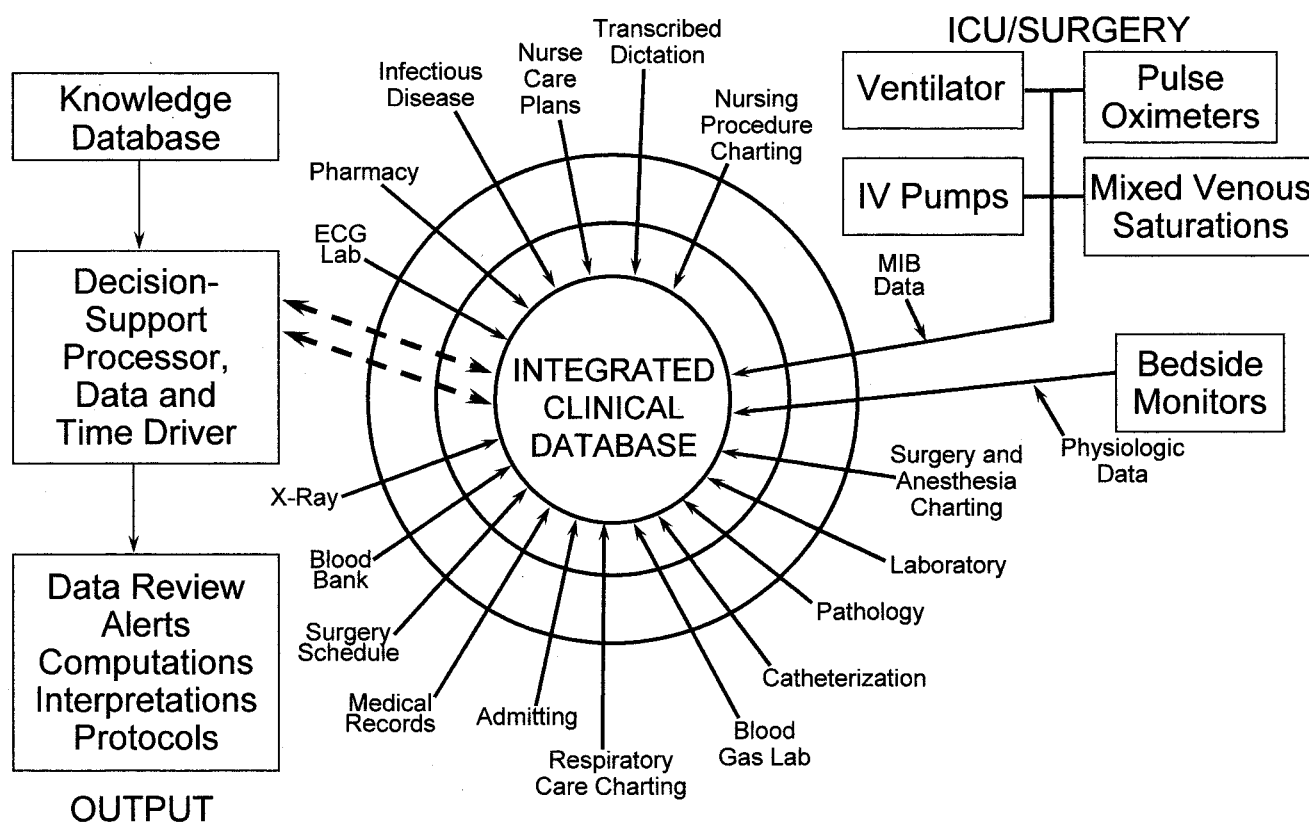 ICU/SURGERY
Knowledge
Database
Decision-
Support
Processor,
Data and
Time Driver
Data Review
Alerts
Computations
Interpretations
Protocols
OUTPUT
Transcribed
Dictation
Nurse
Care
Plans
Infectious
Disease
Nursing
Procedure
Charting
Pharmacy
ECG
Lab
INTEGRATED
CLINICAL
DATABASE
X-Ray
Blood
Bank
Surgery
Schedule
Medical
Records
Admitting
Respiratory
Care Charting
Blood
Gas Lab
Catheterization
Pathology
Laboratory
Surgery and
Anesthesia
Charting
Ventilator
Pulse
Oximeters
IV Pumps
Mixed Venous
Saturations
MIB
Data
Bedside
Monitors
Physiologic
Data